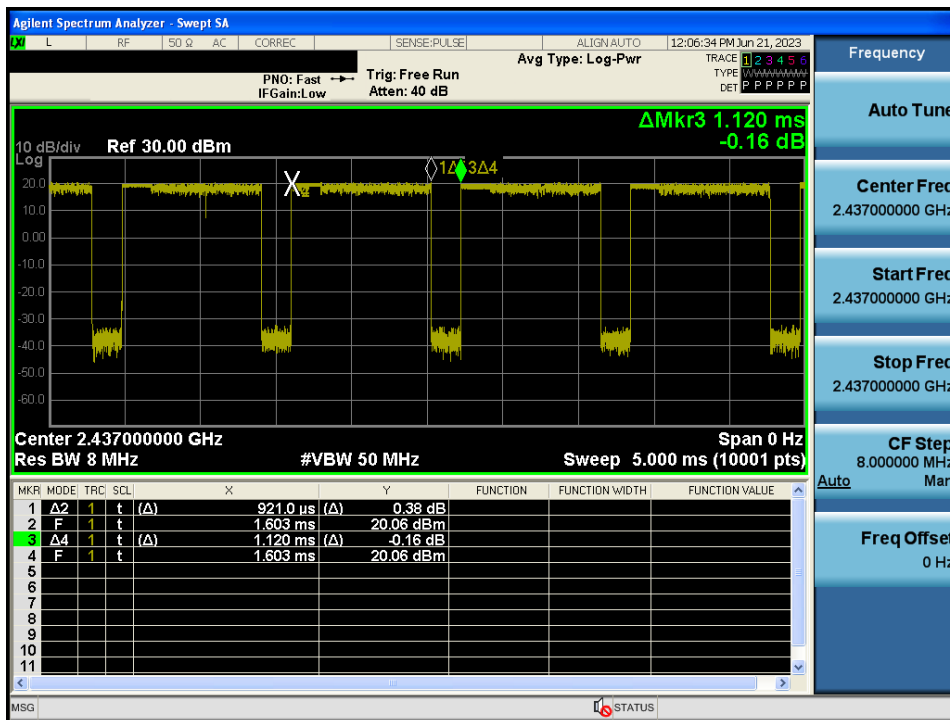 Agilent Spectrum Analyzer - Swept SA
LXI L RF 50 Ω AC CORREC SENSE:PULSE ALIGN AUTO 12:06:34 PM Jun 21, 2023
Frequency
PNO: Fast
IFGain:Low
Trig: Free Run
Atten: 40 dB
Avg Type: Log-Pwr
TRACE 1 2 3 4 5 6
TYPE
DET P P P P P P
Auto Tune
ΔMkr3 1.120 ms
-0.16 dB
10 dB/div
Log
Ref 30.00 dBm
1Δ 3Δ4
20.0
10.0
0.00
-10.0
-20.0
-30.0
-40.0
-50.0
-60.0
Center Freq
2.437000000 GHz
Start Freq
2.437000000 GHz
Stop Freq
2.437000000 GHz
Center 2.437000000 GHz
Span 0 Hz
Res BW 8 MHz
#VBW 50 MHz
Sweep 5.000 ms (10001 pts)
CF Step
8.000000 MHz
Auto Man
MKR MODE TRC SCL X Y FUNCTION FUNCTION WIDTH FUNCTION VALUE
1 Δ2 1 t (Δ) 921.0 µs (Δ) 0.38 dB
2 F 1 t 1.603 ms 20.06 dBm
3 Δ4 1 t (Δ) 1.120 ms (Δ) -0.16 dB
4 F 1 t 1.603 ms 20.06 dBm
5
6
7
8
9
10
11
Freq Offset
0 Hz
MSG
STATUS